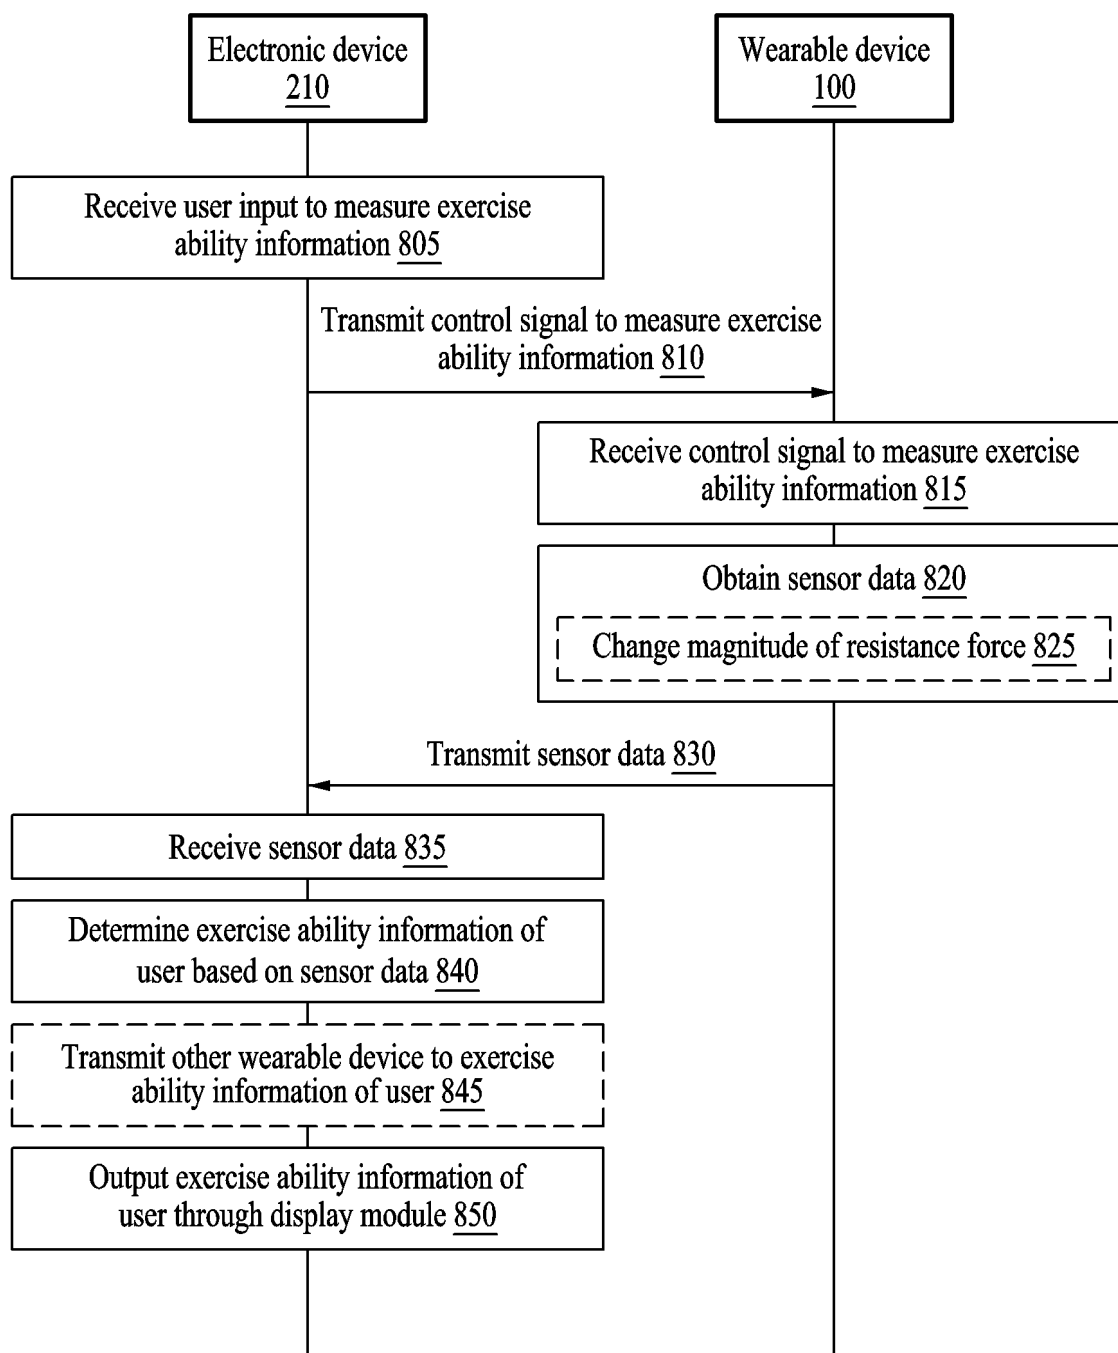 Electronic device
210
Wearable device
100
Receive user input to measure exercise
ability information 805
Transmit control signal to measure exercise
ability information 810
Receive control signal to measure exercise
ability information 815
Obtain sensor data 820
Change magnitude of resistance force 825
Transmit sensor data 830
Receive sensor data 835
Determine exercise ability information of
user based on sensor data 840
Transmit other wearable device to exercise
ability information of user 845
Output exercise ability information of
user through display module 850